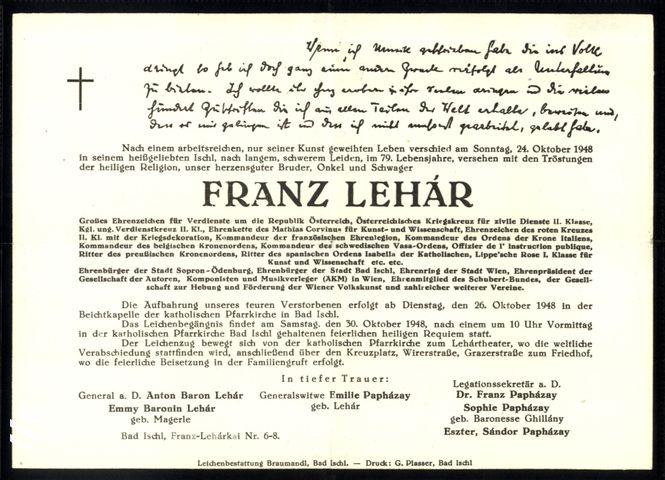 Wenn ich Musik geschrieben habe die ins Volk
dringt so hab ich doch ganz einen andern Zweck verfolgt als Unterhaltung
zu bieten. Ich wollte ihr Herz erobern in ihre Seelen dringen und die vielen
hundert Zuschriften die ich aus allen Teilen der Welt erhalte, beweisen mir,
dass es mir gelungen ist und dass ich nicht umsonst gearbeitet, gelebt habe.
Nach einem arbeitsreichen, nur seiner Kunst geweihten Leben verschied am Sonntag, 24. Oktober 1948
in seinem heißgeliebten Ischl, nach langem, schwerem Leiden, im 79. Lebensjahre, versehen mit den Tröstungen
der heiligen Religion, unser herzensguter Bruder, Onkel und Schwager
FRANZ LEHÁR
Großes Ehrenzeichen für Verdienste um die Republik Österreich, Österreichisches Kriegskreuz für zivile Dienste II. Klasse,
Kgl. ung. Verdienstkreuz II. Kl., Ehrenkette des Mathias Corvinus für Kunst- und Wissenschaft, Ehrenzeichen des roten Kreuzes
II. Kl. mit der Kriegsdekoration, Kommandeur der französischen Ehrenlegion, Kommandeur des Ordens der Krone Italiens,
Kommandeur des belgischen Kronenordens, Kommandeur des schwedischen Vasa-Ordens, Offizier de l' instruction publique,
Ritter des preußischen Kronenordens, Ritter des spanischen Ordens Isabella der Katholischen, Lippe'sche Rose I. Klasse für
Kunst und Wissenschaft etc. etc.
Ehrenbürger der Stadt Sopron-Ödenburg, Ehrenbürger der Stadt Bad Ischl, Ehrenring der Stadt Wien, Ehrenpräsident der
Gesellschaft der Autoren, Komponisten und Musikverleger (AKM) in Wien, Ehrenmitglied des Schubert-Bundes, der Gesell-
schaft zur Hebung und Förderung der Wiener Volkskunst und zahlreicher weiterer Vereine.
Die Aufbahrung unseres teuren Verstorbenen erfolgt ab Dienstag, den 26. Oktober 1948 in der
Beichtkapelle der katholischen Pfarrkirche in Bad Ischl.
Das Leichenbegängnis findet am Samstag, den 30. Oktober 1948, nach einem um 10 Uhr Vormittag
in der katholischen Pfarrkirche Bad Ischl gehaltenen feierlichen heiligen Requiem statt.
Der Leichenzug bewegt sich von der katholischen Pfarrkirche zum Lehártheater, wo die weltliche
Verabschiedung stattfinden wird, anschließend über den Kreuzplatz, Wirerstraße, Grazerstraße zum Friedhof,
wo die feierliche Beisetzung in der Familiengruft erfolgt.
In tiefer Trauer:
General a. D. Anton Baron Lehár
Emmy Baronin Lehár
geb. Magerle
Generalswitwe Emilie Papházay
geb. Lehár
Legationssekretär a. D.
Dr. Franz Papházay
Sophie Papházay
geb. Baronesse Ghillány
Eszter, Sándor Papházay
Bad Ischl, Franz-Lehárkai Nr. 6-8.
Leichenbestattung Braumandl, Bad Ischl. — Druck: G. Plasser, Bad Ischl